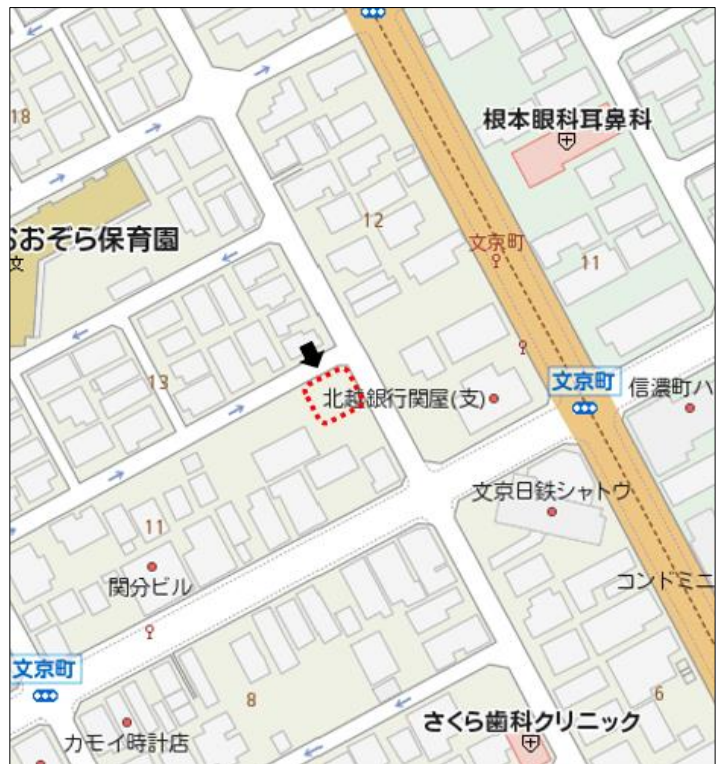 18
根本眼科耳鼻科
12
文京町
おおぞら保育園
文
11
13
北越銀行関屋(支)
文京町
信濃町ハ
文京日鉄シャトウ
11
関分ビル
コンドミニ
文京町
8
6
さくら歯科クリニック
カモイ時計店